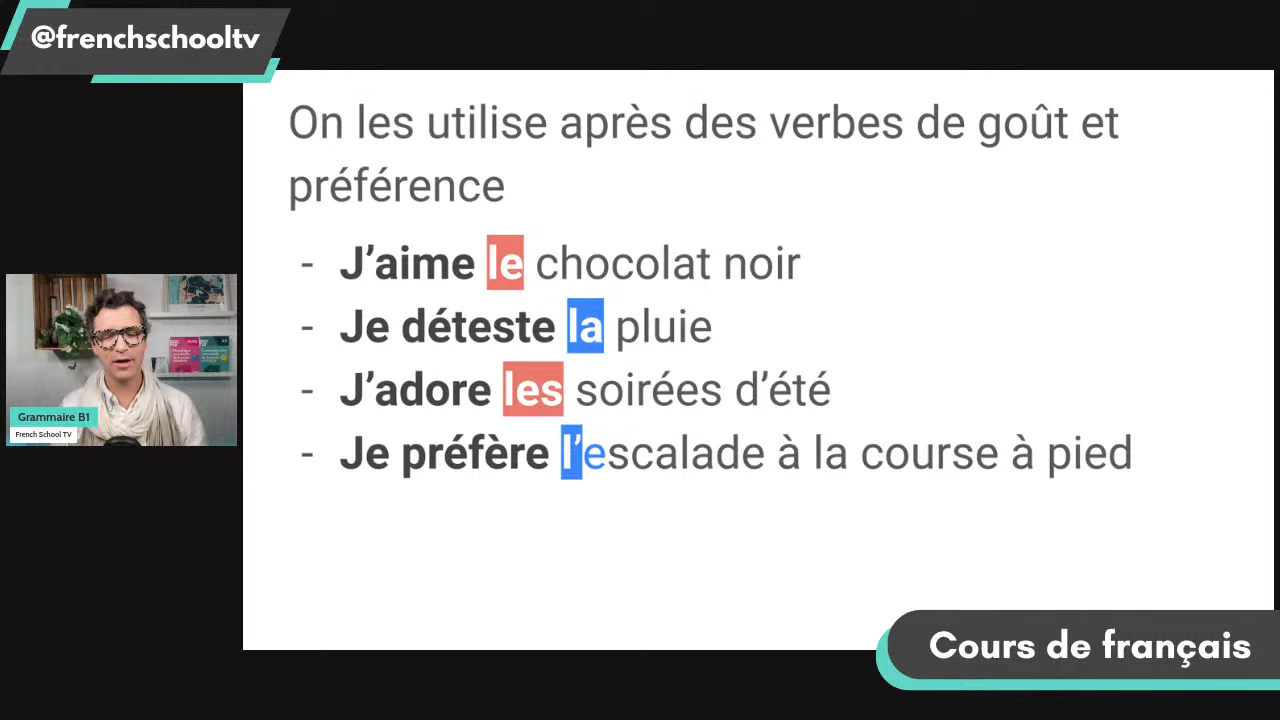 @frenchschooltv
On les utilise après des verbes de goût et
préférence
- J’aime le chocolat noir
- Je déteste la pluie
- J’adore les soirées d’été
- Je préfère l’escalade à la course à pied
Grammaire B1
French School TV
Cours de français